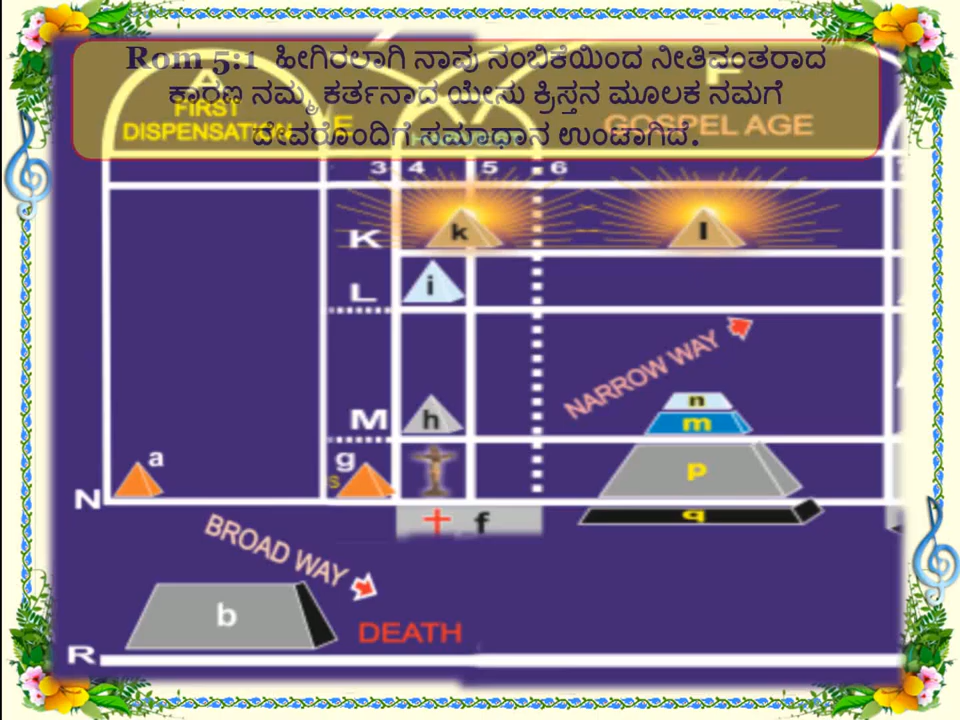 Rom 5:1 ಹೀಗಿರಲಾಗಿ ನಾವು ನಂಬಿಕೆಯಿಂದ ನೀತಿವಂತರಾದ
ಕಾರಣ ನಮ್ಮ ಕರ್ತನಾದ ಯೇಸು ಕ್ರಿಸ್ತನ ಮೂಲಕ ನಮಗೆ
ದೇವರೊಂದಿಗೆ ಸಮಾಧಾನ ಉಂಟಾಗಿದೆ.
A
E
F
FIRST
DISPENSATION
GOSPEL AGE
3 4 5 6
K k l
L i
NARROW WAY
n
M h m
a g p
s
N
q
f
BROAD WAY
b
DEATH
R